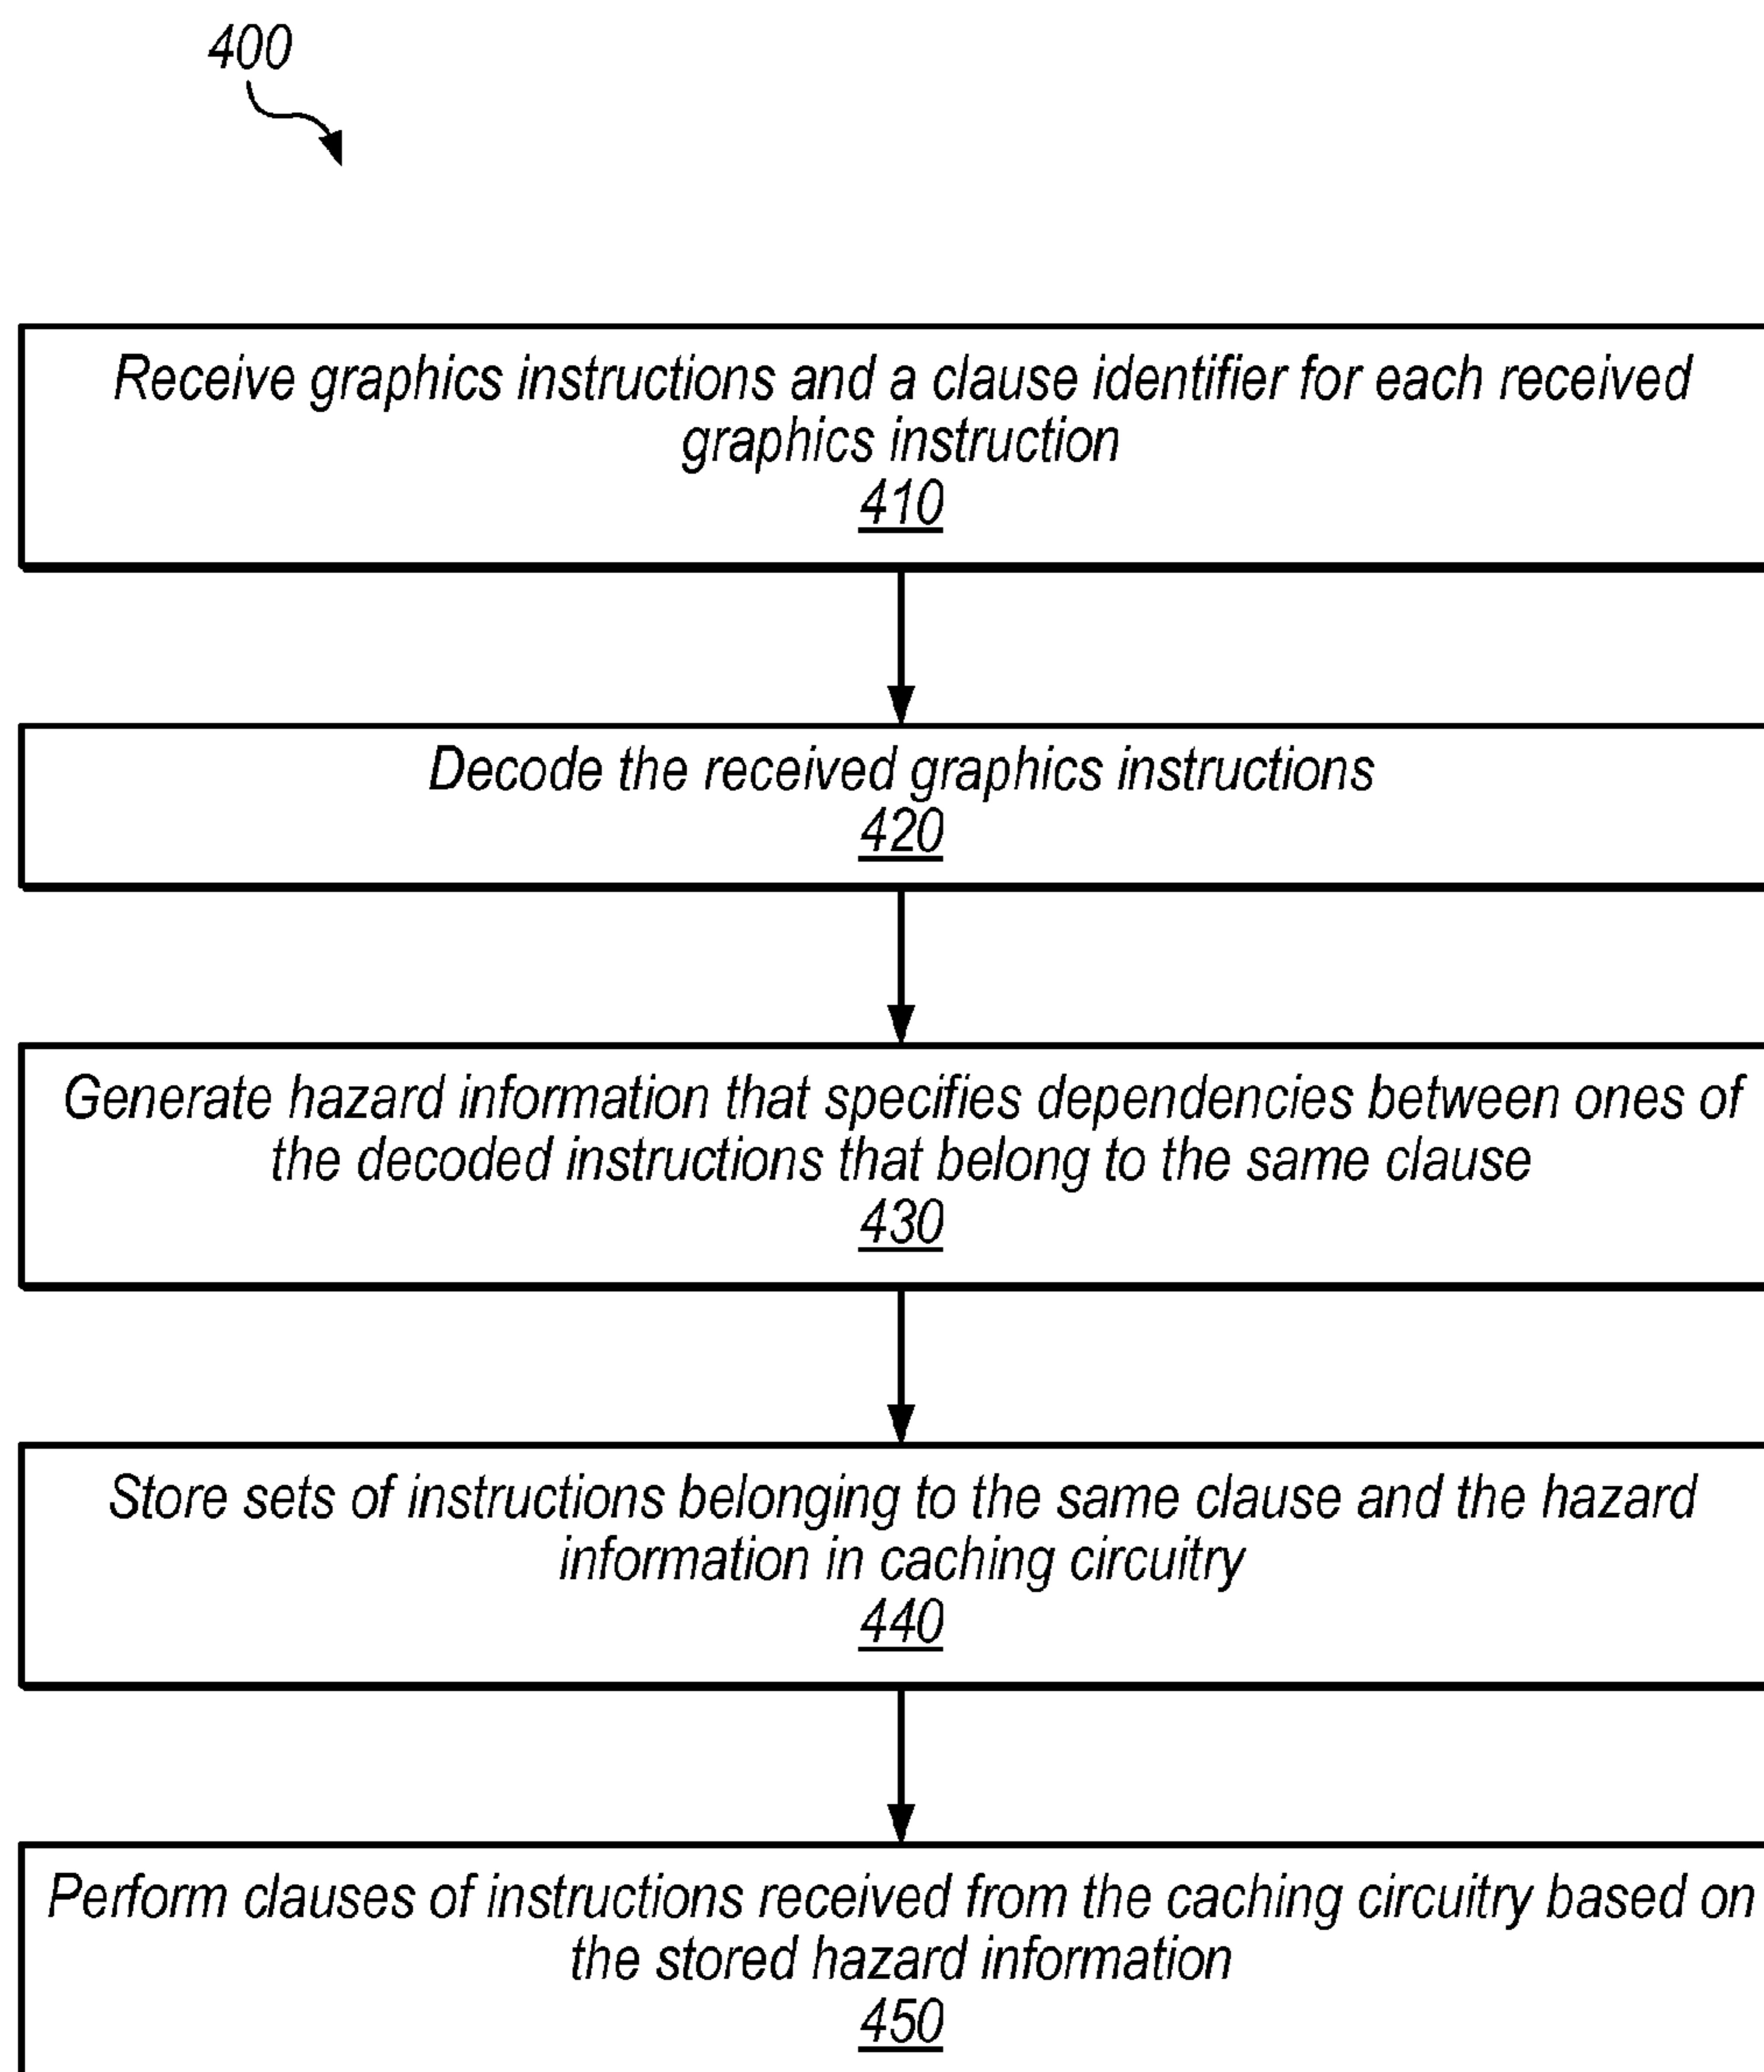 400
Receive graphics instructions and a clause identifier for each received
graphics instruction
410
Decode the received graphics instructions
420
Generate hazard information that specifies dependencies between ones of
the decoded instructions that belong to the same clause
430
Store sets of instructions belonging to the same clause and the hazard
information in caching circuitry
440
Perform clauses of instructions received from the caching circuitry based on
the stored hazard information
450